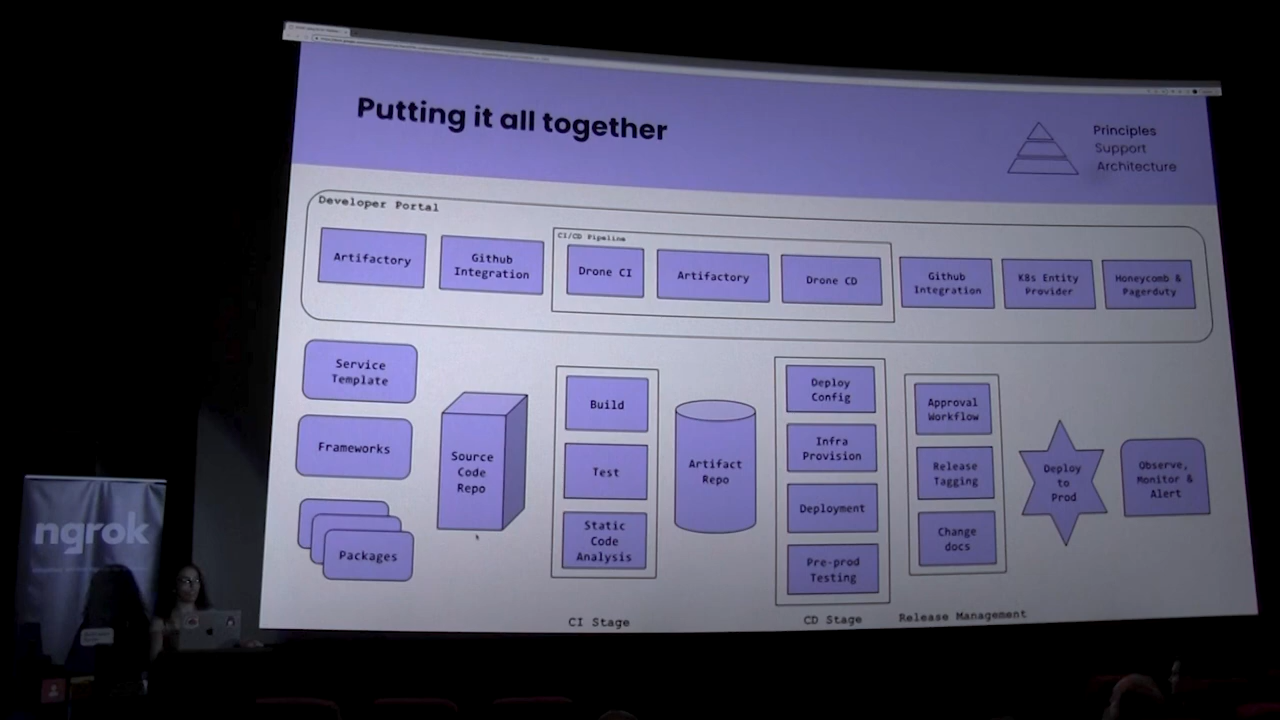 Putting it all together
Principles
Support
Architecture
Developer Portal
Artifactory
Github
Integration
CI/CD Pipeline
Drone CI
Artifactory
Drone CD
Github
Integration
K8s Entity
Provider
Honeycomb &
Pagerduty
Service
Template
Frameworks
Packages
Source
Code
Repo
Build
Test
Static
Code
Analysis
CI Stage
Artifact
Repo
Deploy
Config
Infra
Provision
Deployment
Pre-prod
Testing
CD Stage
Approval
Workflow
Release
Tagging
Change
docs
Release Management
Deploy
to
Prod
Observe,
Monitor &
Alert
ngrok